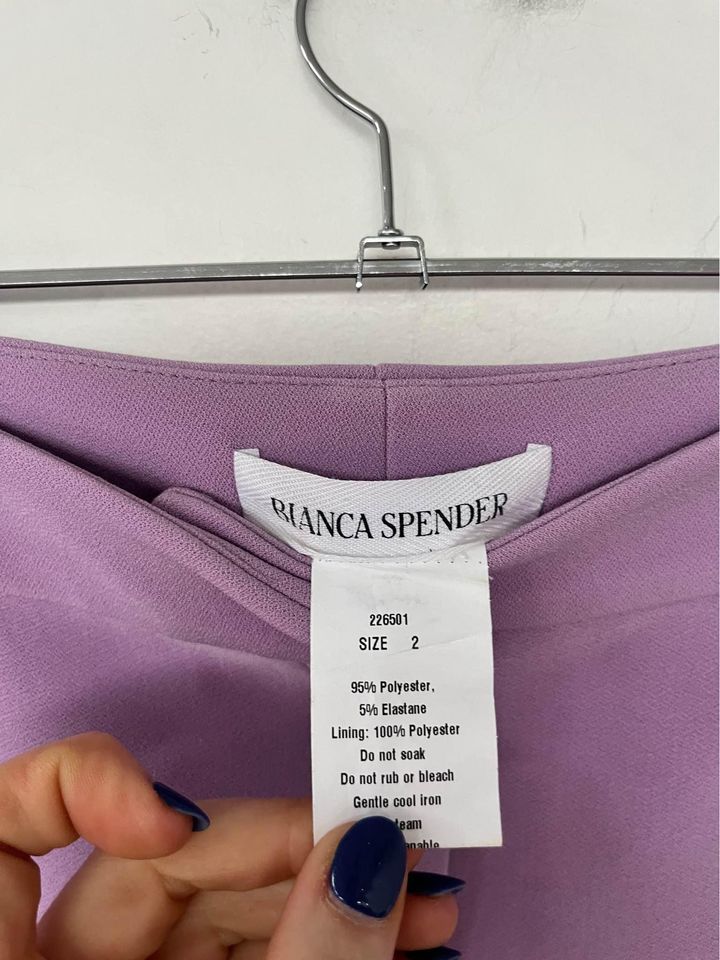 BIANCA SPENDER
226501
SIZE 2
95% Polyester,
5% Elastane
Lining: 100% Polyester
Do not soak
Do not rub or bleach
Gentle cool iron